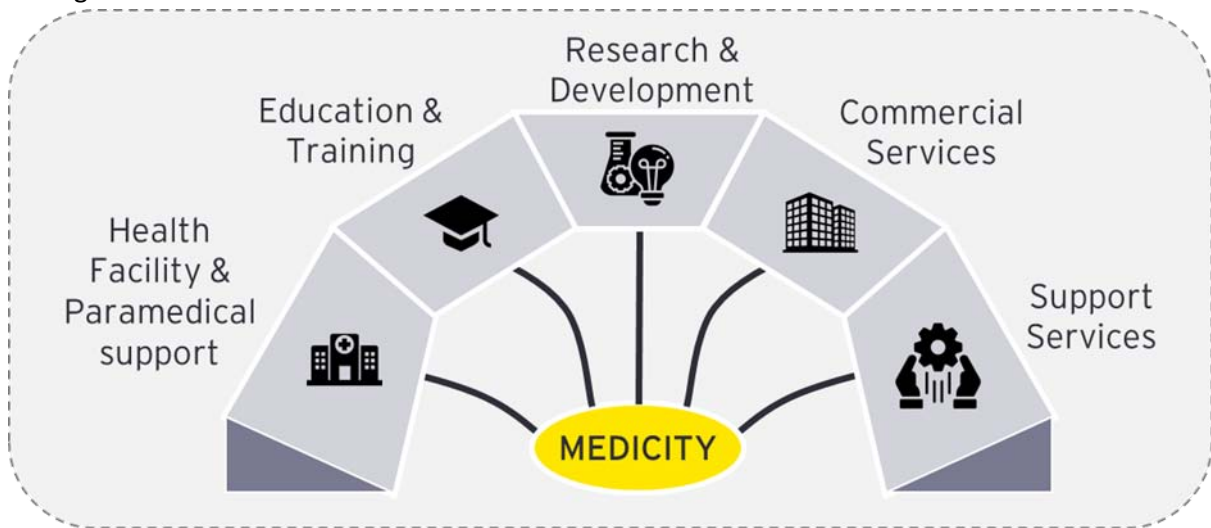 Research &
Development
Education &
Training
Commercial
Services
Health
Facility &
Paramedical
support
Support
Services
MEDICITY